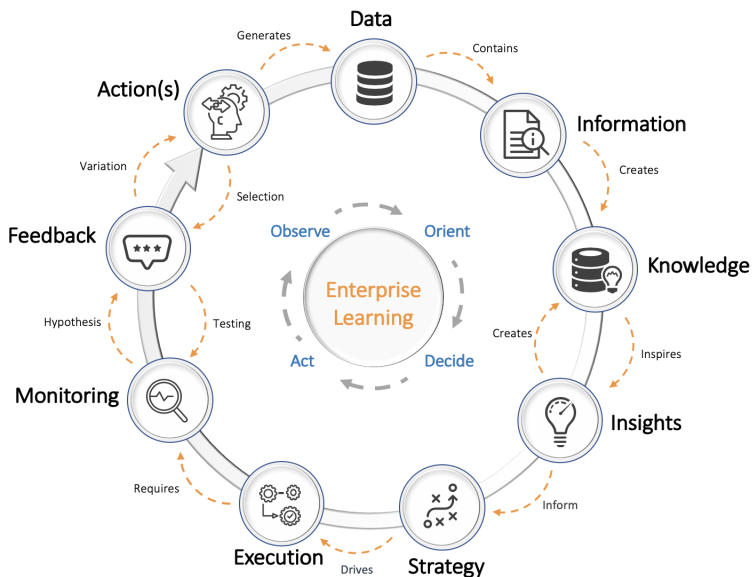 Data
Generates
Contains
Action(s)
Information
Variation
Selection
Creates
Observe
Orient
Feedback
Knowledge
Enterprise
Learning
Hypothesis
Testing
Creates
Inspires
Act
Decide
Monitoring
Insights
Requires
Inform
Execution
Drives
Strategy